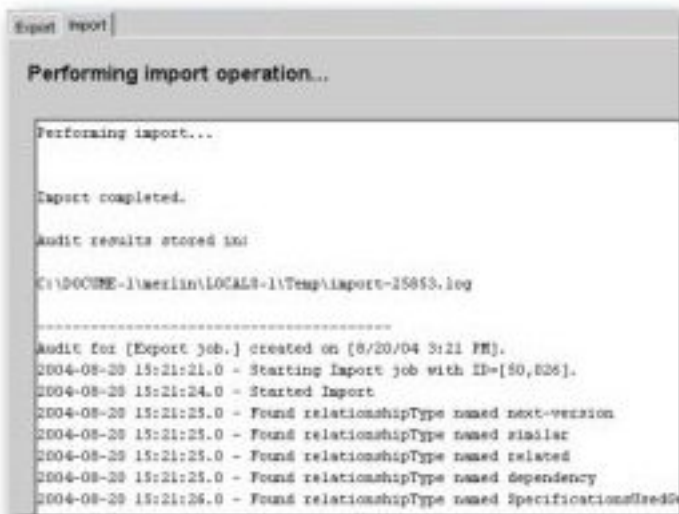 Export Import
Performing import operation...
Performing import...
Import completed.
Audit results stored in:
C:\DOCUME~1\merlin\LOCALS~1\Temp\import-25853.log
----------------------------------------
Audit for [Export job.] created on [8/20/04 3:21 PM].
2004-08-20 15:21:21.0 - Starting Import job with ID=[50,026].
2004-08-20 15:21:24.0 - Started Import
2004-08-20 15:21:25.0 - Found relationshipType named next-version
2004-08-20 15:21:25.0 - Found relationshipType named similar
2004-08-20 15:21:25.0 - Found relationshipType named related
2004-08-20 15:21:25.0 - Found relationshipType named dependency
2004-08-20 15:21:26.0 - Found relationshipType named